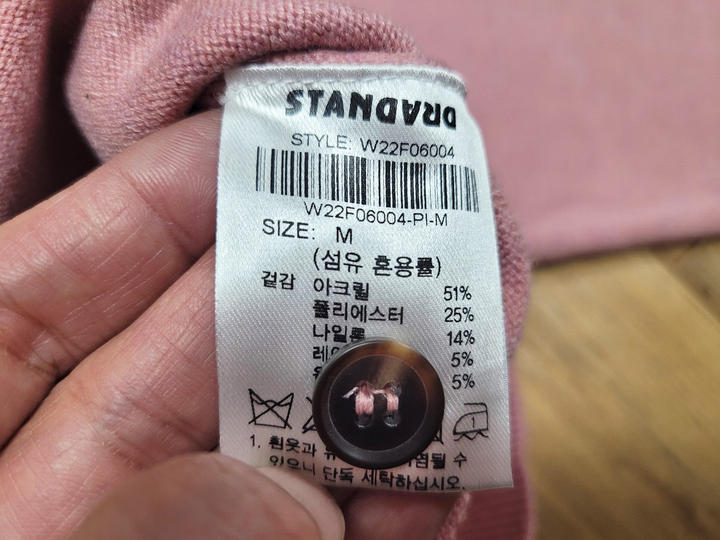 DRADNATS
STYLE: W22F06004
W22F06004-PI-M
SIZE: M
(섬유 혼용률)
겉감 아크릴 51%
폴리에스터 25%
나일론 14%
5%
5%
1. 흰옷과 수
있으니 단독 세탁하십시오.